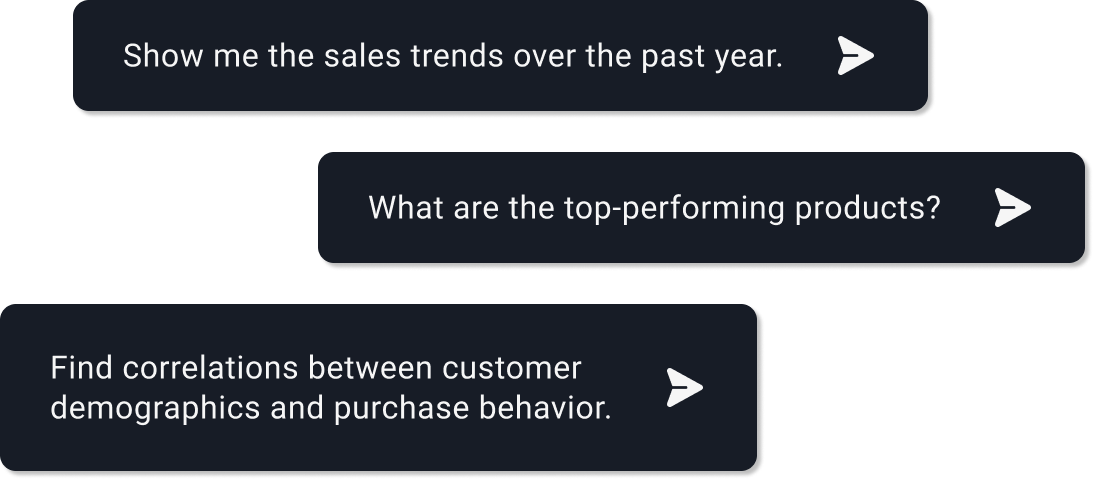 Show me the sales trends over the past year.
What are the top-performing products?
Find correlations between customer
demographics and purchase behavior.